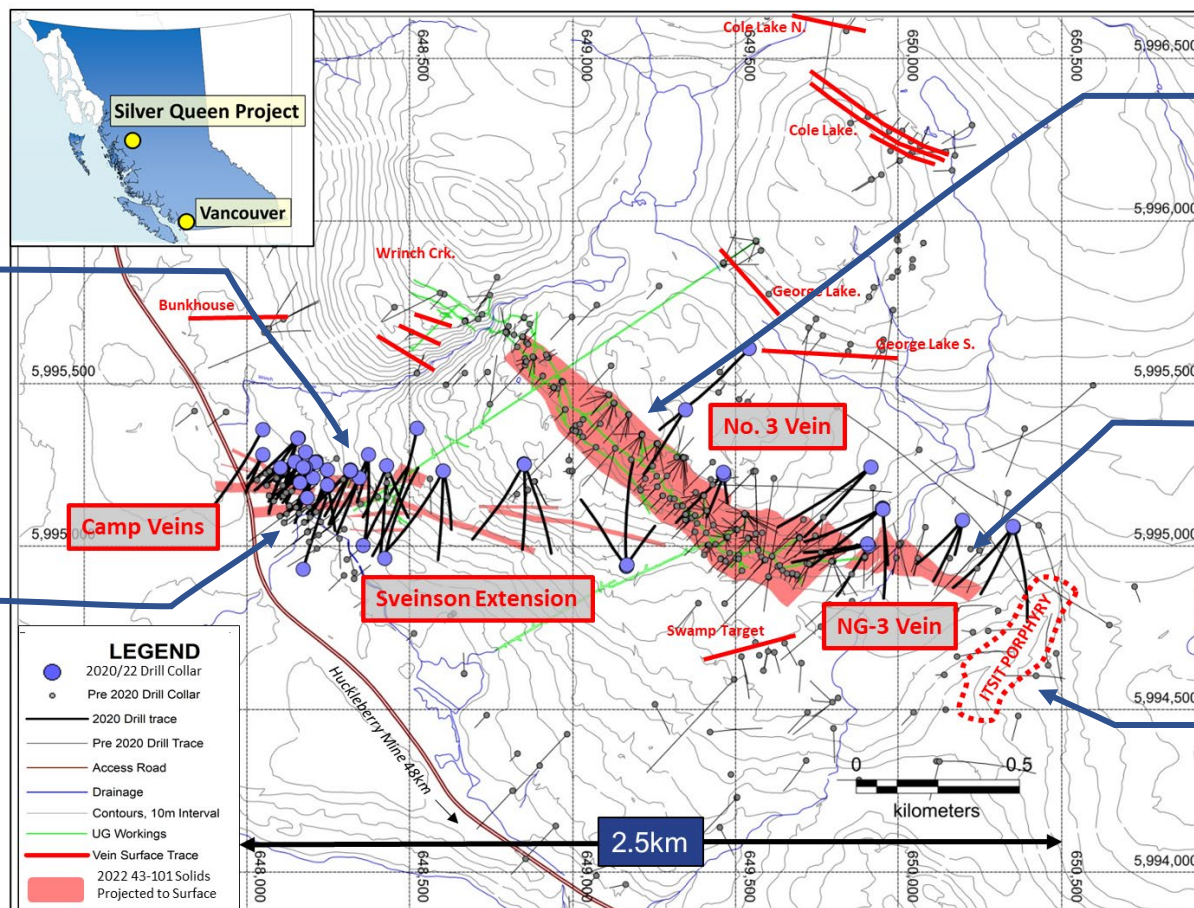 Silver Queen Project
Vancouver
Cole Lake N.
Cole Lake.
Wrinch Crk.
Bunkhouse
George Lake.
George Lake S.
No. 3 Vein
Camp Veins
Sveinson Extension
NG-3 Vein
Swamp Target
ITSIT PORPHYRY
Huckleberry Mine 48km
648,500
649,000
649,500
650,000
650,500
5,996,500
5,996,000
5,995,500
5,995,500
5,995,000
5,995,000
5,994,500
5,994,000
648,000
648,500
649,000
649,500
650,000
650,500
0
0.5
kilometers
2.5km
LEGEND
2020/22 Drill Collar
Pre 2020 Drill Collar
2020 Drill trace
Pre 2020 Drill Trace
Access Road
Drainage
Contours, 10m Interval
UG Workings
Vein Surface Trace
2022 43-101 Solids
Projected to Surface